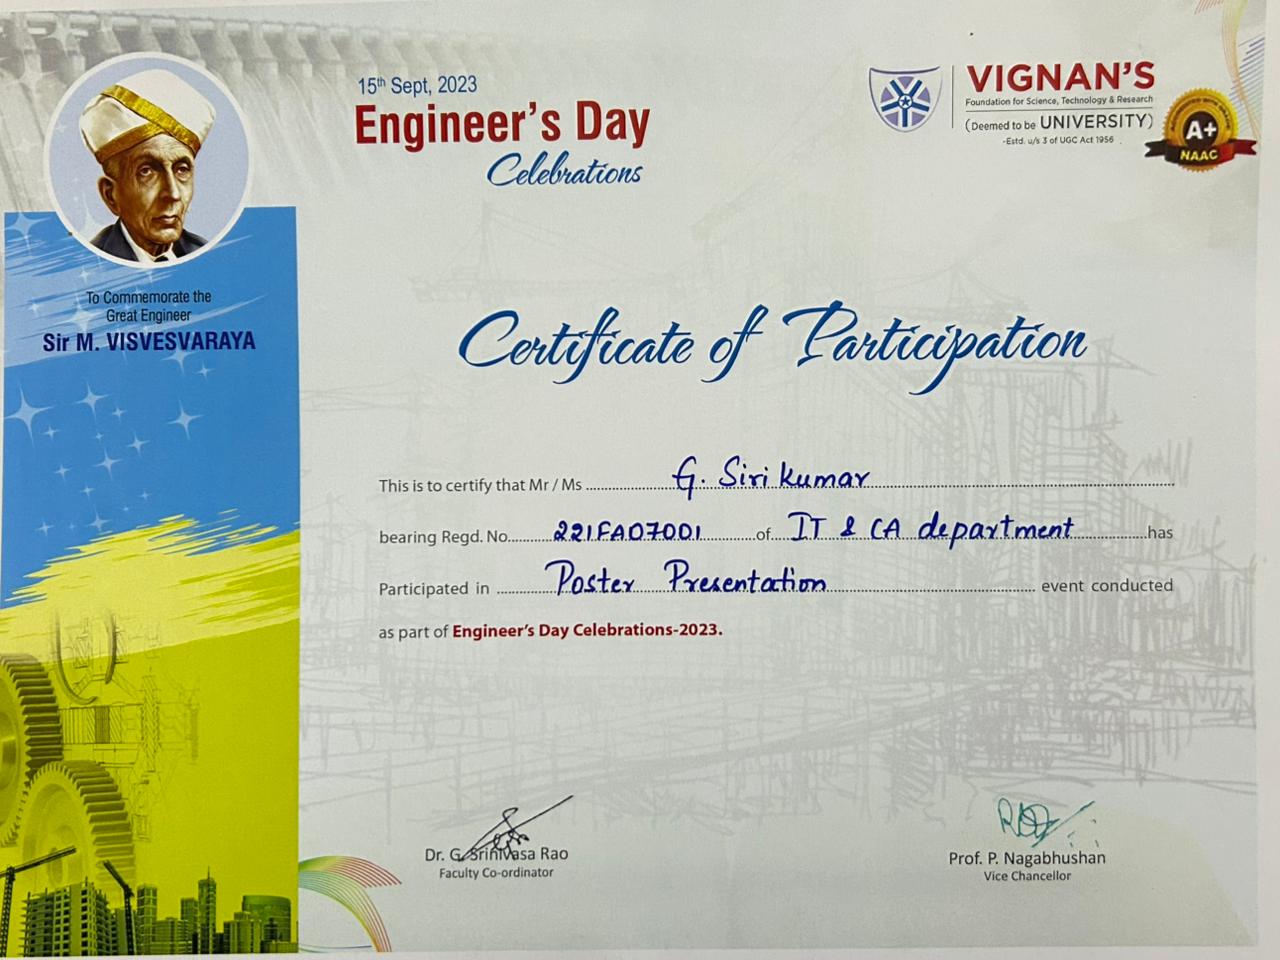 15th Sept, 2023
Engineer's Day
Celebrations
VIGNAN'S
Foundation for Science, Technology & Research
(Deemed to be UNIVERSITY)
-Estd. u/s 3 of UGC Act 1956
ACCREDITED WITH GRADE
A+
NAAC
To Commemorate the
Great Engineer
Sir M. VISVESVARAYA
Certificate of Participation
This is to certify that Mr / Ms G. Siri kumar
bearing Regd. No. 221FA07001 of IT & CA department has
Participated in Poster Presentation event conducted
as part of Engineer's Day Celebrations-2023.
Dr. G. Srinivasa Rao
Faculty Co-ordinator
Prof. P. Nagabhushan
Vice Chancellor